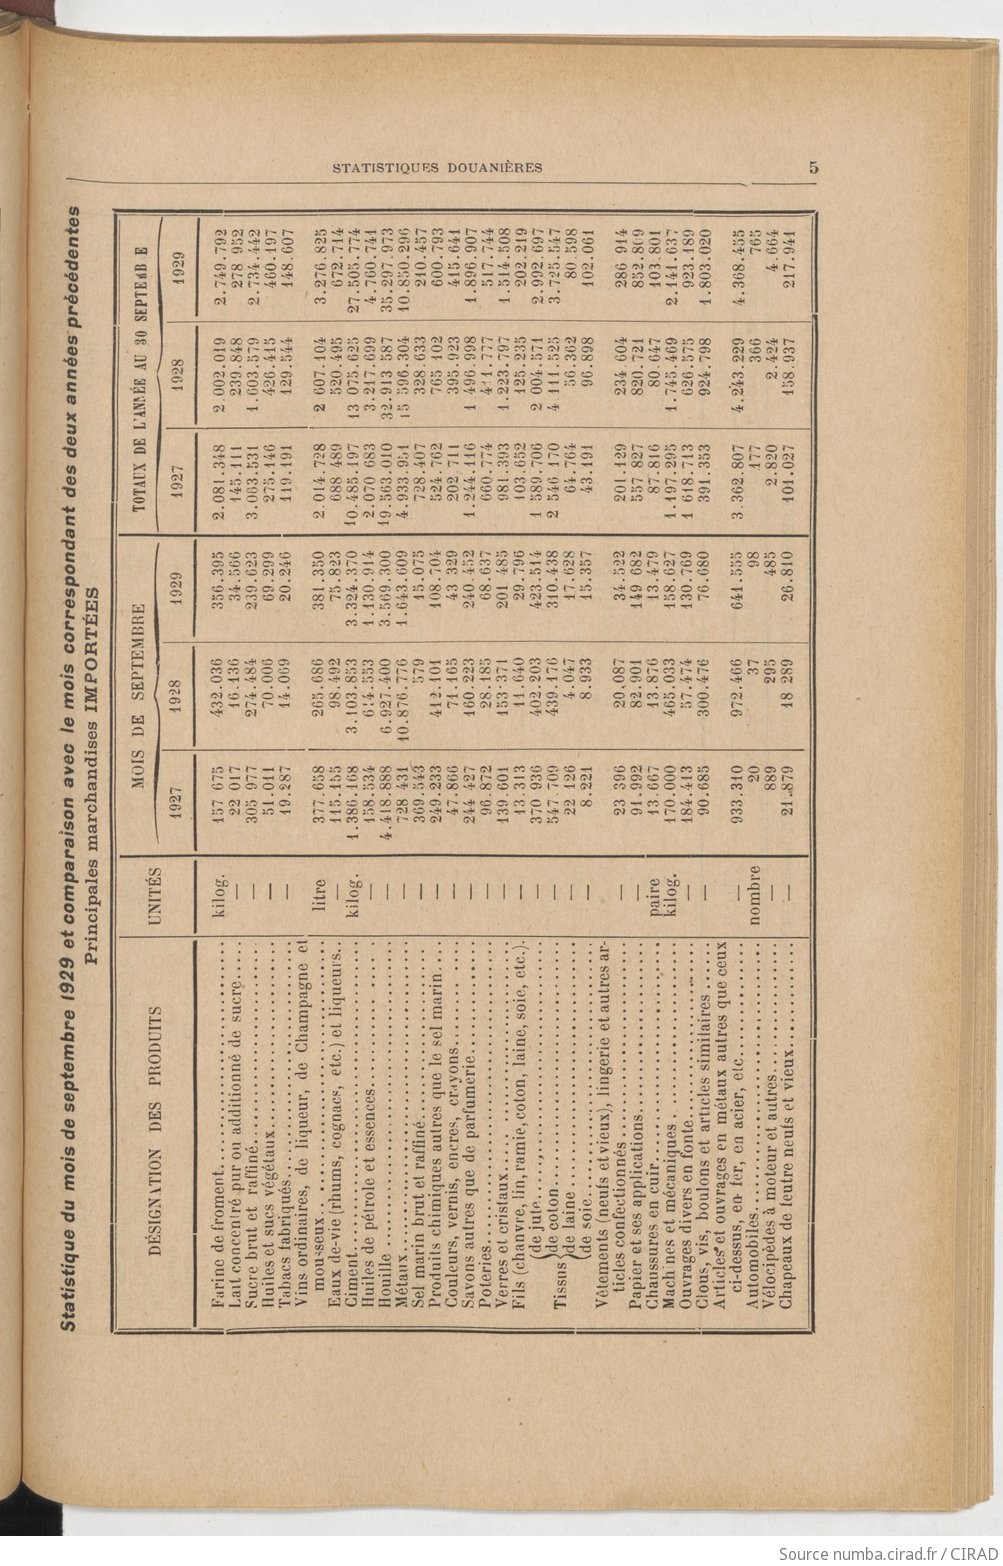 STATISTIQUES DOUANIÈRES 5
Statistique du mois de septembre 1929 et comparaison avec le mois correspondant des deux années précédentes
Principales marchandises IMPORTÉES
DÉSIGNATION DES PRODUITS UNITÉS MOIS DE SEPTEMBRE TOTAUX DE L'ANNÉE AU 30 SEPTEMB E
1927 1928 1929 1927 1928 1929
Farine de froment kilog. 157 675 432.036 356.395 2.081.348 2 002.019 2.749.792
Lait concentré pur ou additionné de sucre — 22 017 16.136 34.566 145.111 239.848 278 952
Sucre brut et raffiné — 305 977 274.484 239.623 3.063.531 1.603.579 2.734.442
Huiles et sucs végétaux — 51.011 70.006 69.299 275.146 426.415 460.197
Tabacs fabriqués — 19.287 14.069 20.246 119.191 129.544 148.607
Vins ordinaires, de liqueur, de Champagne et
mousseux litre 377.658 265.686 381.350 2.014.728 2 607.104 3.276.825
Eaux-de-vie (rhums, cognacs, etc.) et liqueurs — 115.155 98.492 75.823 688 489 520.495 672.714
Ciment kilog. 1.386.168 3.103.853 3.324.370 10.485.197 13 075.625 27.505.774
Huiles de pétrole et essences — 158.534 614.553 1.130.914 2.070 683 3.217.699 4.760.741
Houille — 4.418.888 6.927.400 3.569.300 19.563.010 32.913 587 35.297.973
Métaux — 728 431 10.876.776 1.643.609 4.933.951 15 596.304 10.850.296
Sel marin brut et raffiné — 369.543 579 15.075 728.407 328.633 210.457
Produits chimiques autres que le sel marin — 249.233 412.101 108.704 524.762 765 102 600.793
Couleurs, vernis, encres, crayons — 47.866 71.165 43 329 202 711 395.923 415.641
Savons autres que de parfumerie — 244 427 160.223 240.452 1.244.116 1 496.998 1.896.907
Poteries — 96.872 28.185 68.637 660.774 411.777 517.744
Verres et cristaux — 139.601 153.371 201 485 981.393 1.223.797 1.514.508
Fils (chanvre, lin, ramie, coton, laine, soie, etc.) — 13.313 11.640 29.796 103.652 125.235 202.219
Tissus de jute — 370 936 402.203 423.514 1 589.706 2 004.571 2.992.697
de coton — 547.709 439.176 310.438 2 546 170 4 111.525 3.725.547
de laine — 22 126 4.047 17.628 64.764 56.362 80.598
de soie — 8.221 8.933 15.357 43.191 96.898 102.061
Vêtements (neufs et vieux), lingerie et autres ar-
ticles confectionnés — 23 396 20.087 34.522 201.129 234 604 286 914
Papier et ses applications — 91.992 82.901 149 682 557 827 820.721 852.809
Chaussures en cuir paire 13.667 13.876 13.479 87.816 80.647 103 801
Machines et mécaniques kilog. 170.000 465.033 158.627 1.197.295 1.745.469 2.141.637
Ouvrages divers en fonte — 184.413 57.474 130.769 1 618.713 626.575 923.189
Clous, vis, boulons et articles similaires — 90.685 300.476 76.680 391.353 924.798 1.803.020
Articles et ouvrages en métaux autres que ceux
ci-dessus, en fer, en acier, etc. — 933.310 972.466 641.555 3.362.807 4.243.229 4.368.455
Automobiles nombre 20 37 98 177 366 765
Vélocipèdes à moteur et autres — 889 295 485 2.820 2.424 4.664
Chapeaux de feutre neufs et vieux — 21.879 18 289 26.810 101.027 158.937 217.941
Source numba.cirad.fr / CIRAD